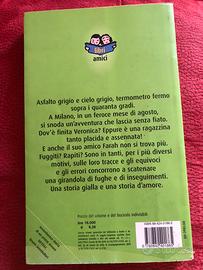 libri
amici
Asfalto grigio e cielo grigio, termometro fermo
sopra i quaranta gradi.
A Milano, in un feroce mese di agosto,
si snoda un'avventura che lascia senza fiato.
Dov'è finita Veronica? Eppure è una ragazzina
tanto placida e assennata!
E anche il suo amico Farah non si trova più.
Fuggiti? Rapiti? Sono in tanti, per i più diversi
motivi, sulle loro tracce e gli equivoci
e gli errori concorrono a scatenare
una girandola di fughe e di inseguimenti.
Una storia gialla e una storia d'amore.
Prezzo del volume e del fascicolo indivisibili